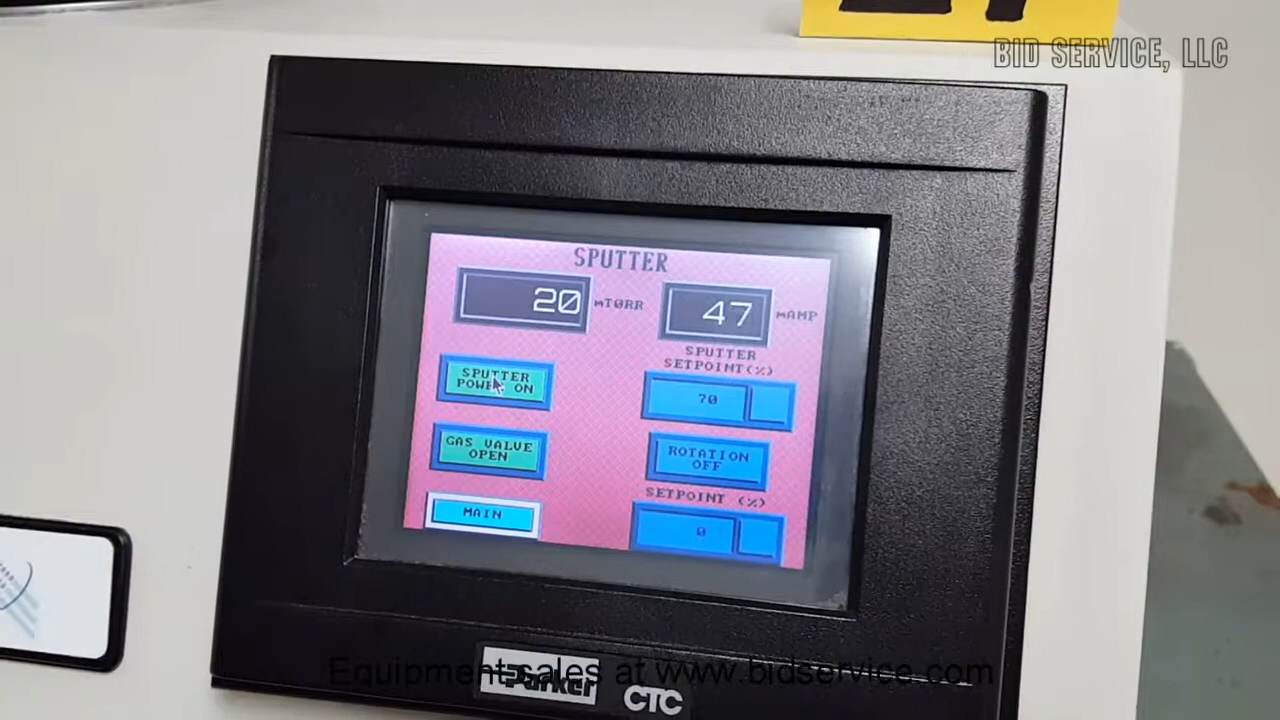 BID SERVICE, LLC
SPUTTER
20 mTORR
47 mAMP
SPUTTER
SETPOINT(%)
SPUTTER
POWER ON
70
GAS VALVE
OPEN
ROTATION
OFF
SETPOINT (%)
MAIN
0
Equipment sales at www.bidservice.com
Parker CTC